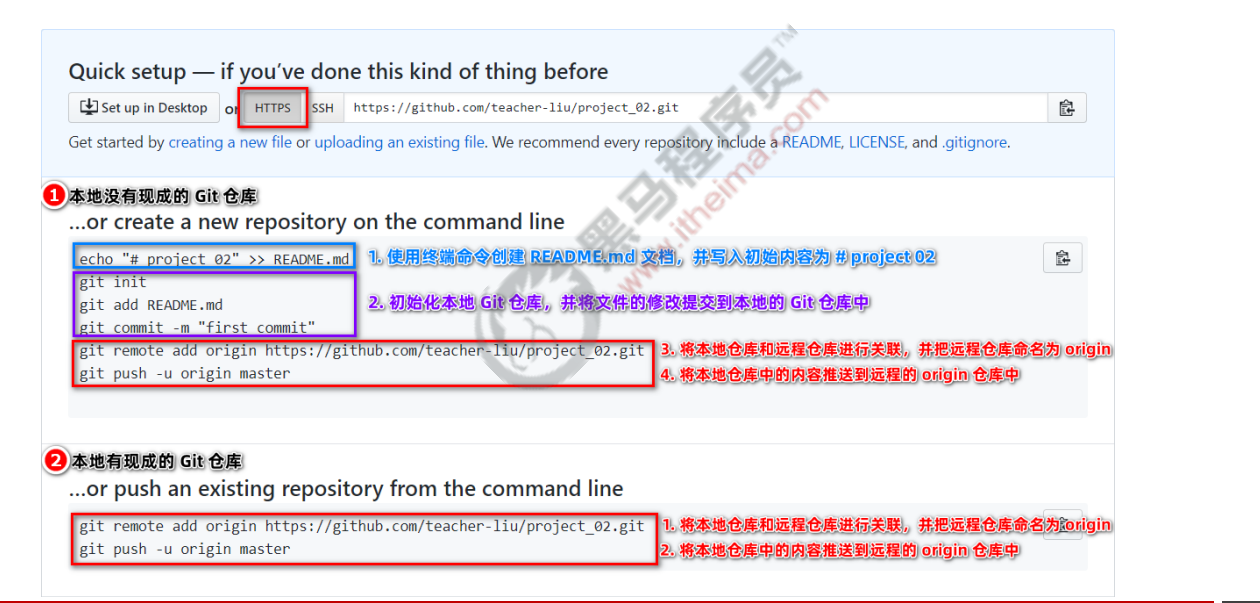 Quick setup — if you've done this kind of thing before
Set up in Desktop or HTTPS SSH https://github.com/teacher-liu/project_02.git
Get started by creating a new file or uploading an existing file. We recommend every repository include a README, LICENSE, and .gitignore.
1 本地没有现成的 Git 仓库
...or create a new repository on the command line
echo "# project_02" >> README.md 1. 使用终端命令创建 README.md 文档，并写入初始内容为 # project 02
git init
git add README.md 2. 初始化本地 Git 仓库，并将文件的修改提交到本地的 Git 仓库中
git commit -m "first commit"
git remote add origin https://github.com/teacher-liu/project_02.git 3. 将本地仓库和远程仓库进行关联，并把远程仓库命名为 origin
git push -u origin master 4. 将本地仓库中的内容推送到远程的 origin 仓库中
2 本地有现成的 Git 仓库
...or push an existing repository from the command line
git remote add origin https://github.com/teacher-liu/project_02.git 1. 将本地仓库和远程仓库进行关联，并把远程仓库命名为 origin
git push -u origin master 2. 将本地仓库中的内容推送到远程的 origin 仓库中
黑马程序员™
www.itheima.com